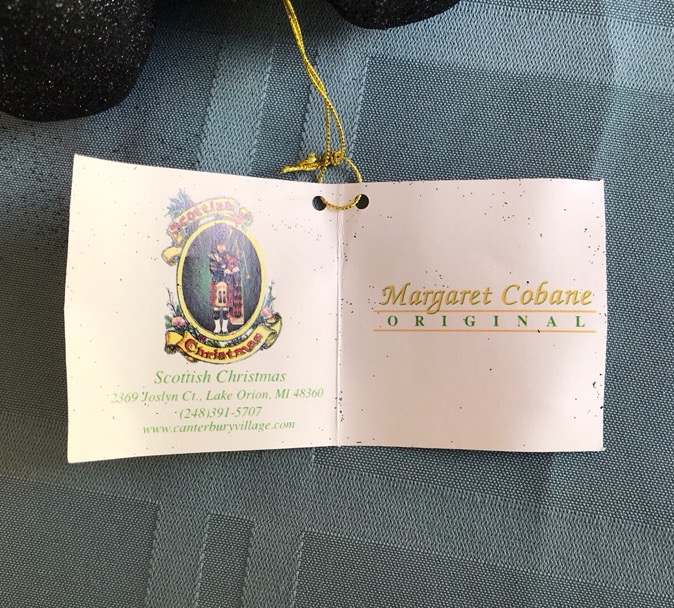 Scottish
Christmas
Scottish Christmas
2369 Joslyn Ct., Lake Orion, MI 48360
(248)391-5707
www.canterburyvillage.com
Margaret Cobane
ORIGINAL